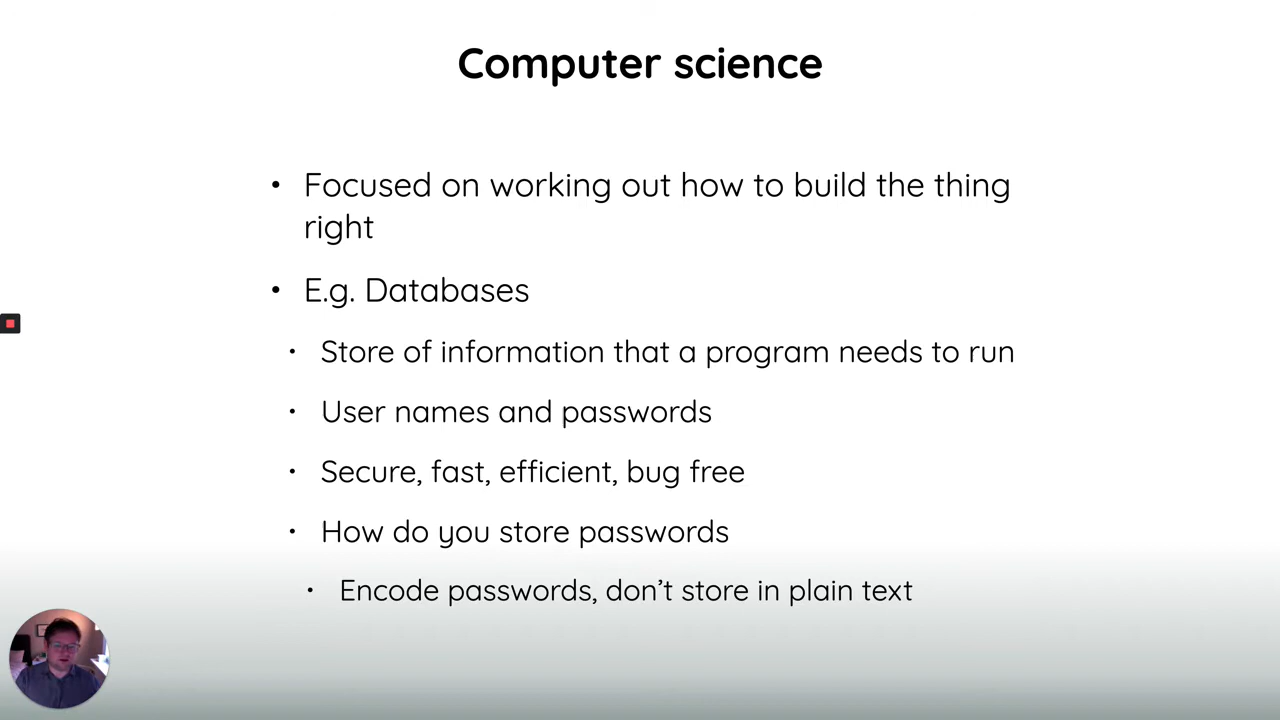 Computer science
• Focused on working out how to build the thing
right
• E.g. Databases
• Store of information that a program needs to run
• User names and passwords
• Secure, fast, efficient, bug free
• How do you store passwords
• Encode passwords, don’t store in plain text